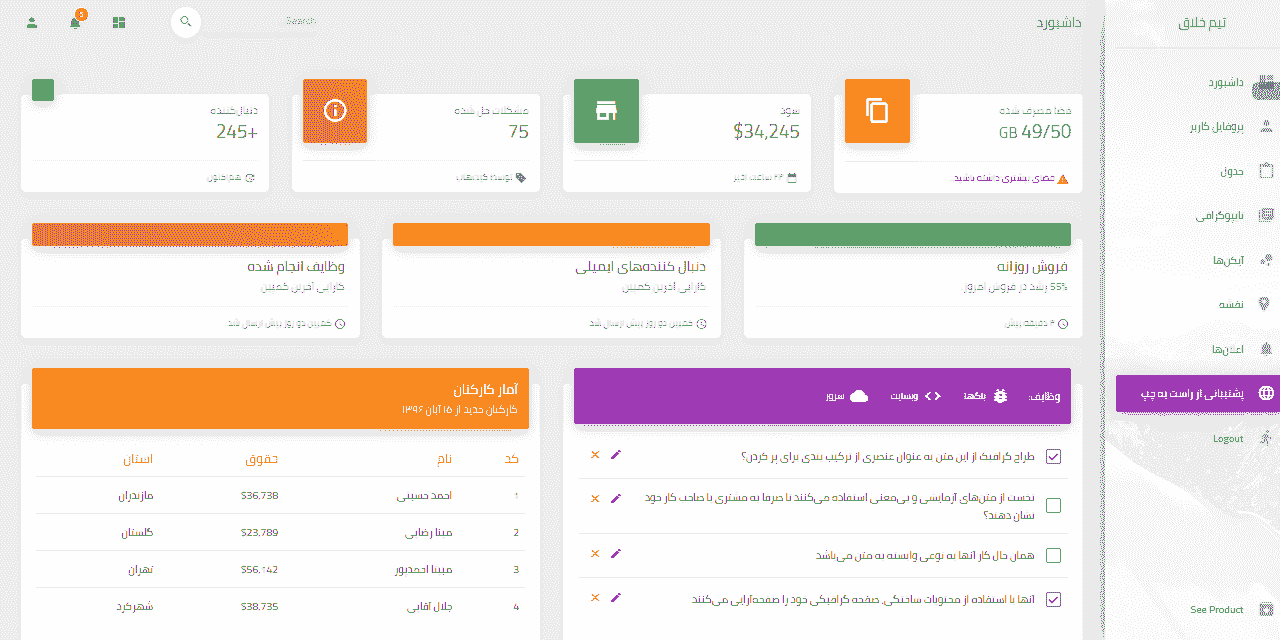 تیم خلاق
داشبورد
Search
5
داشبورد
پروفایل کاربر
جدول
تایپوگرافی
آیکن‌ها
نقشه
اعلان‌ها
پشتیبانی از راست به چپ
Logout
See Product
فضا مصرف شده
49/50 GB
فضای بیشتری داشته باشید...
سود
$34,245
۲۴ ساعت اخیر
مشکلات حل شده
75
توسط گیت‌هاب
دنبال‌کننده
+245
هم‌اکنون
فروش روزانه
55% رشد در فروش امروز.
۴ دقیقه پیش
دنبال کننده‌های ایمیلی
کارایی آخرین کمپین
کمپین دو روز پیش ارسال شد
وظایف انجام شده
کارایی آخرین کمپین
کمپین دو روز پیش ارسال شد
وظایف: باگ‌ها وبسایت سرور
طراح گرافیک از این متن به عنوان عنصری از ترکیب بندی برای پر کردن؟
نخست از متن‌های آزمایشی و بی‌معنی استفاده می‌کنند تا صرفا به مشتری یا صاحب کار خود
نشان دهند؟
همان حال کار آنها به نوعی وابسته به متن می‌باشد
آنها با استفاده از محتویات ساختگی، صفحه گرافیکی خود را صفحه‌آرایی می‌کنند
آمار کارکنان
کارکنان جدید از ۱۵ آبان ۱۳۹۶
کد نام حقوق استان
1 احمد حسینی $36,738 مازندران
2 مینا رضایی $23,789 گلستان
3 مبینا احمدپور $56,142 تهران
4 جلال آقایی $38,735 شهرکرد